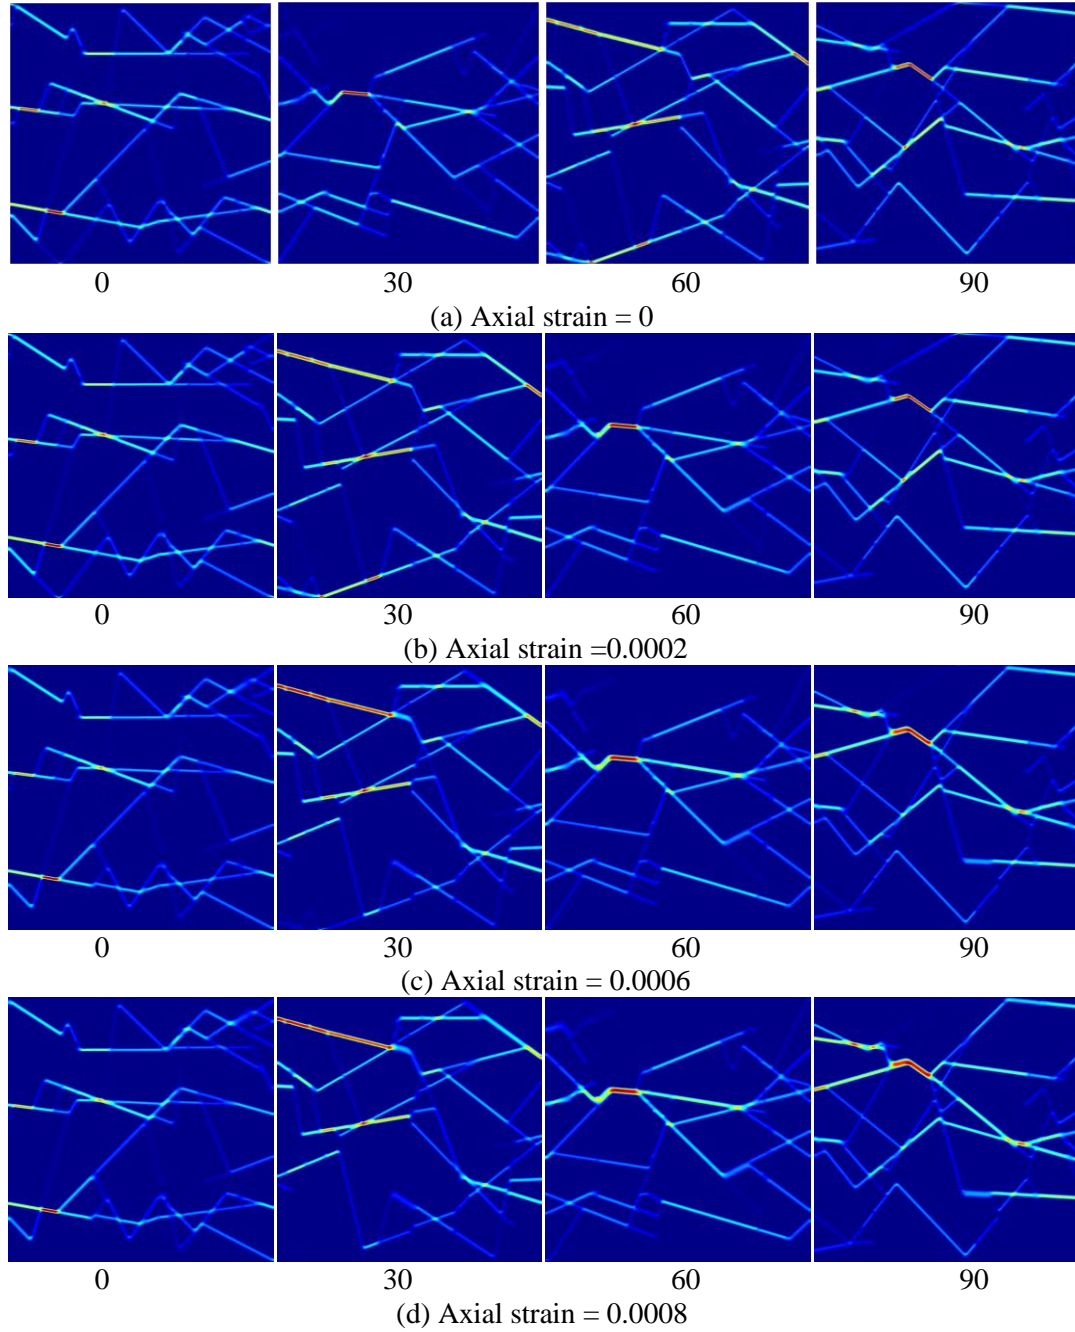 0 30 60 90
(a) Axial strain = 0
0 30 60 90
(b) Axial strain =0.0002
0 30 60 90
(c) Axial strain = 0.0006
0 30 60 90
(d) Axial strain = 0.0008